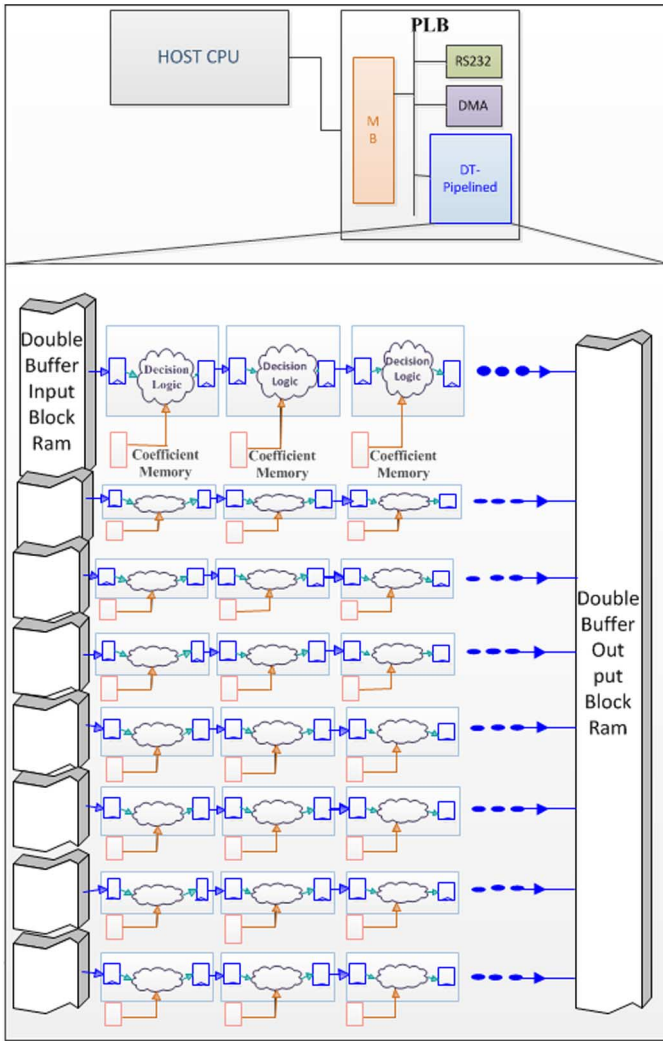 PLB
HOST CPU
RS232
DMA
M
B
DT-
Pipelined
Double
Buffer
Input
Block
Ram
Decision
Logic
Decision
Logic
Decision
Logic
Coefficient
Memory
Coefficient
Memory
Coefficient
Memory
Double
Buffer
Out
put
Block
Ram